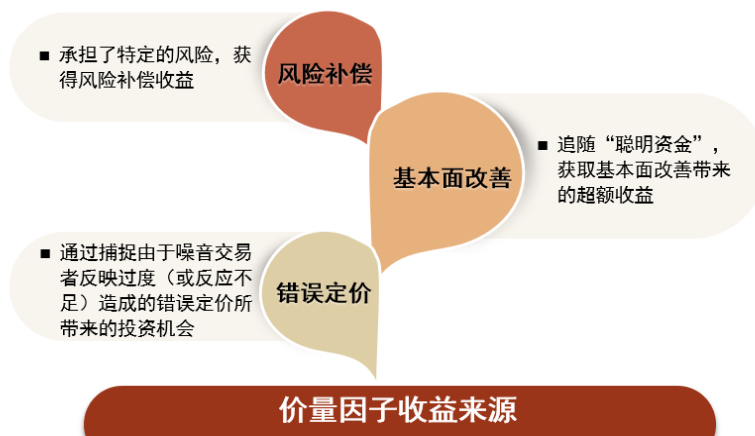 ■ 承担了特定的风险，获
得风险补偿收益
风险补偿
基本面改善
■ 追随“聪明资金”，
获取基本面改善带来
的超额收益
■ 通过捕捉由于噪音交易
者反映过度（或反应不
足）造成的错误定价所
带来的投资机会
错误定价
价量因子收益来源